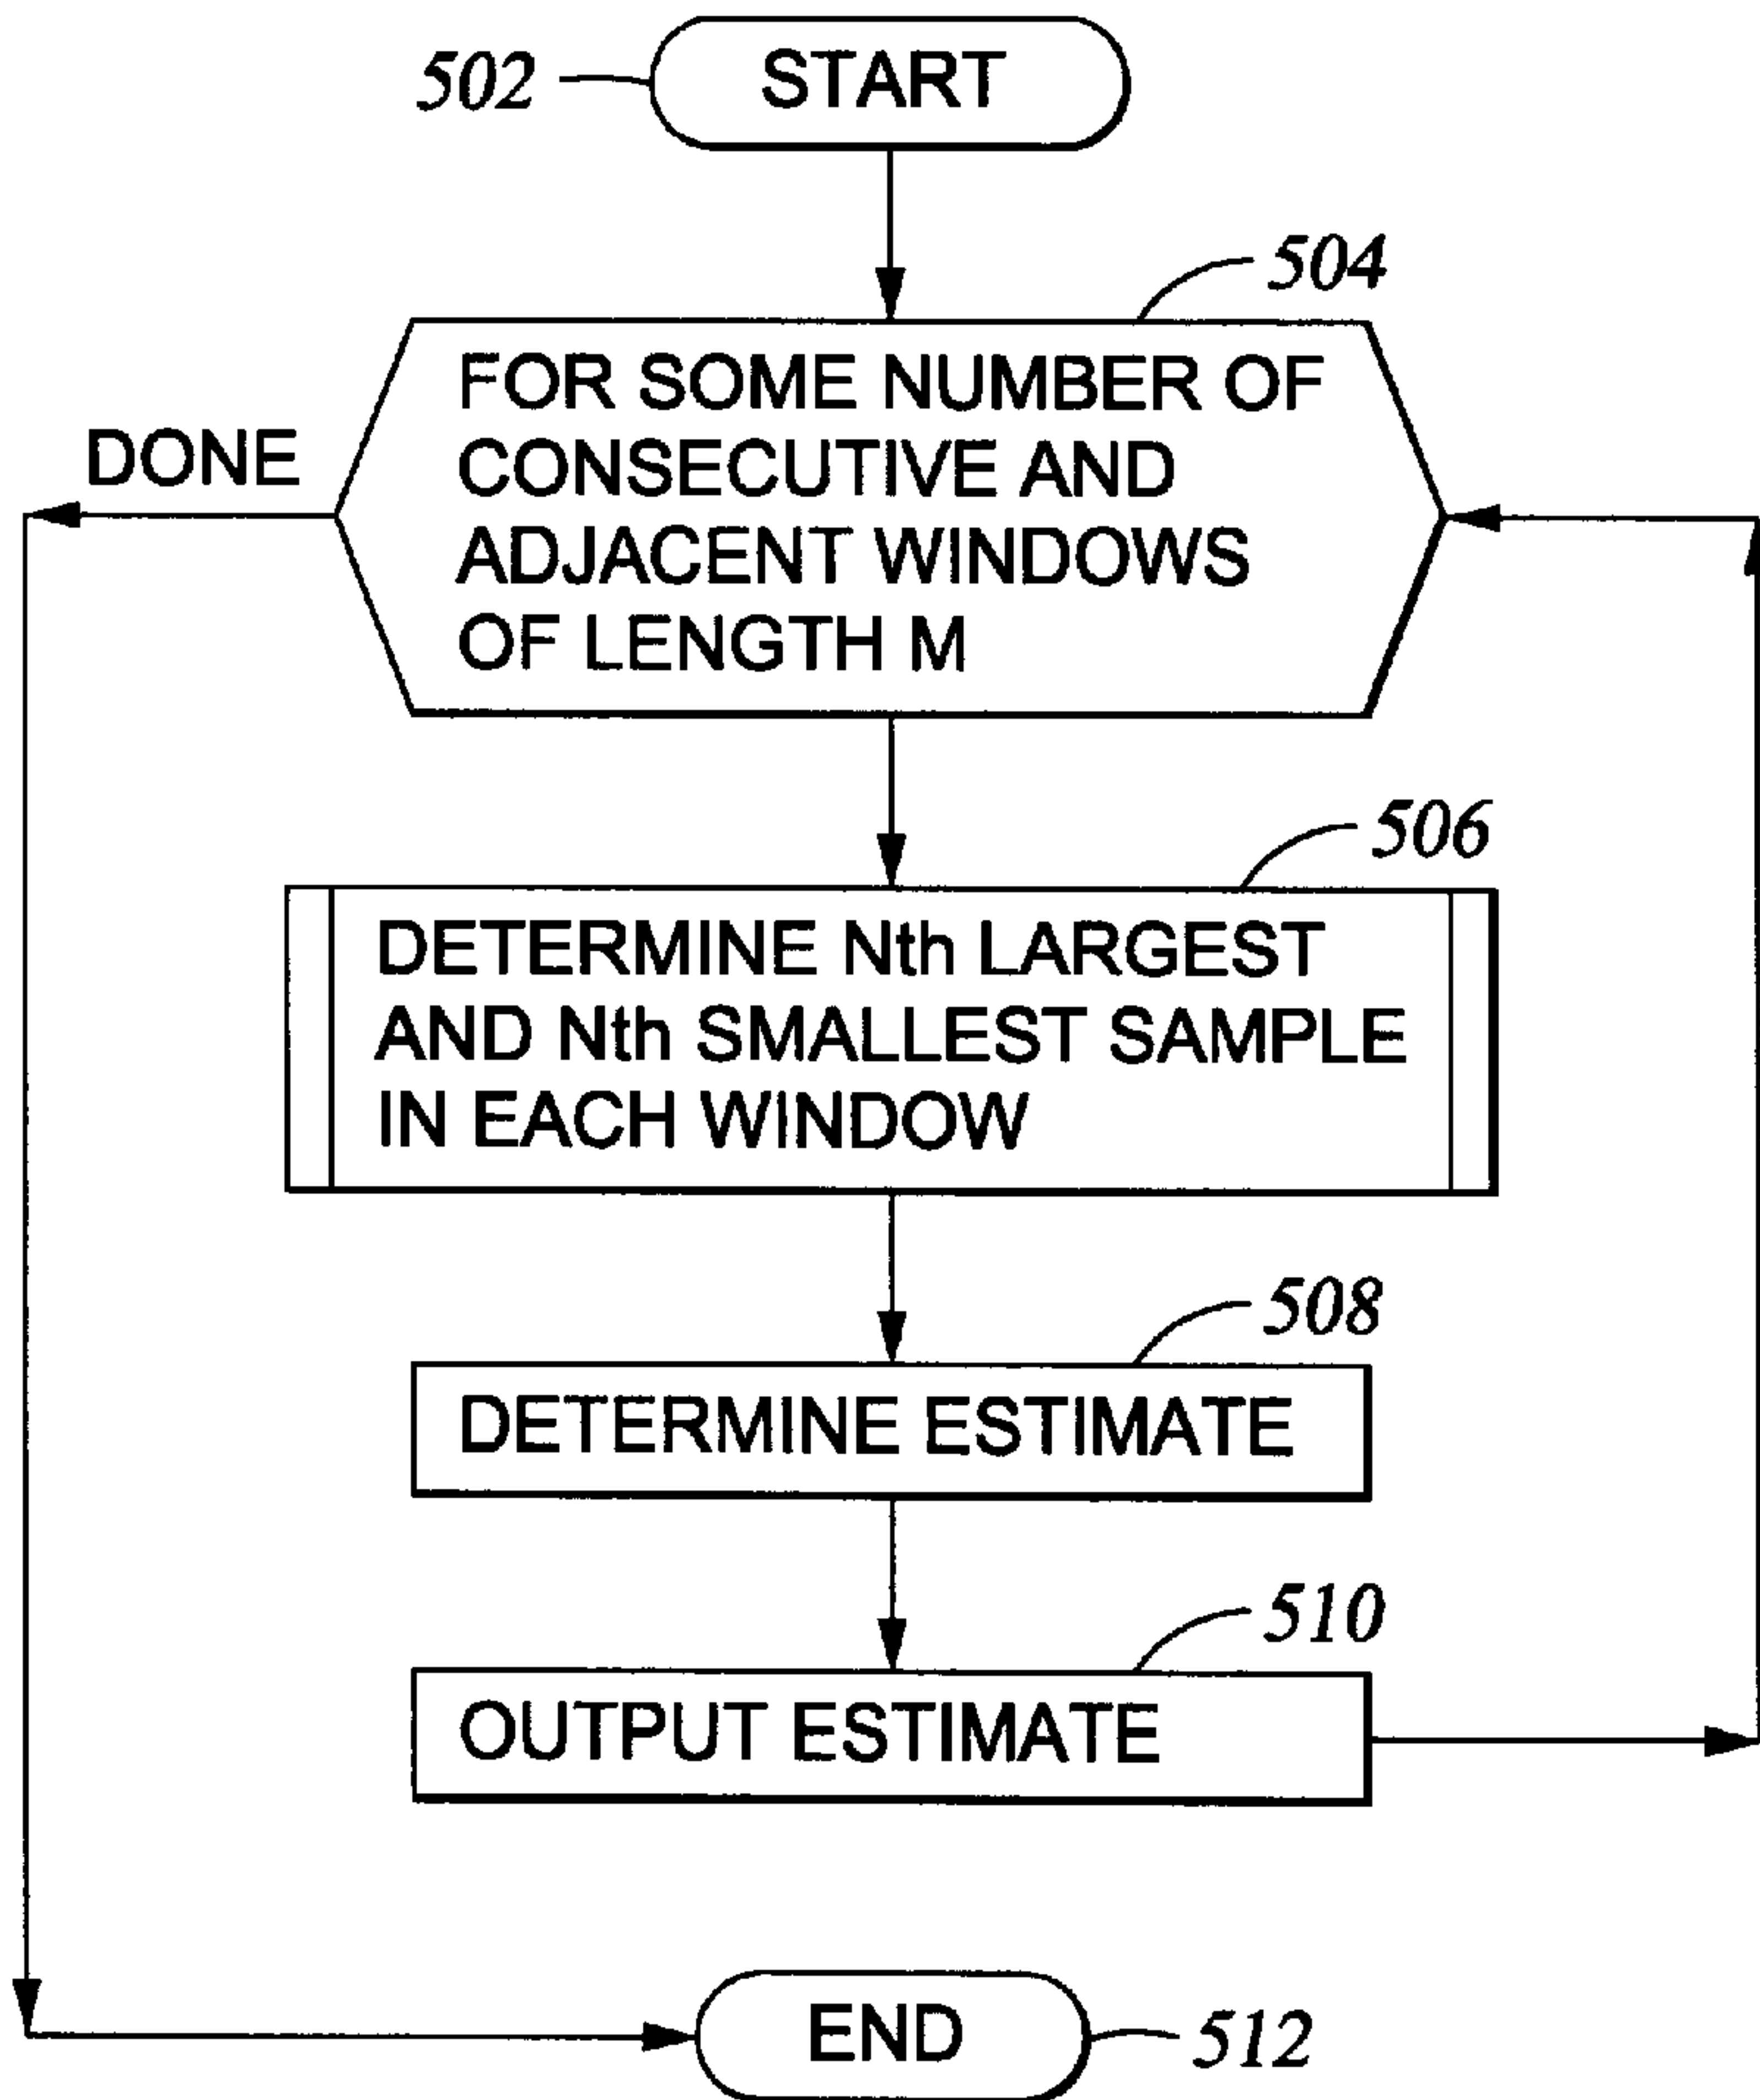 502
START
504
FOR SOME NUMBER OF
CONSECUTIVE AND
ADJACENT WINDOWS
OF LENGTH M
DONE
506
DETERMINE Nth LARGEST
AND Nth SMALLEST SAMPLE
IN EACH WINDOW
508
DETERMINE ESTIMATE
510
OUTPUT ESTIMATE
END
512